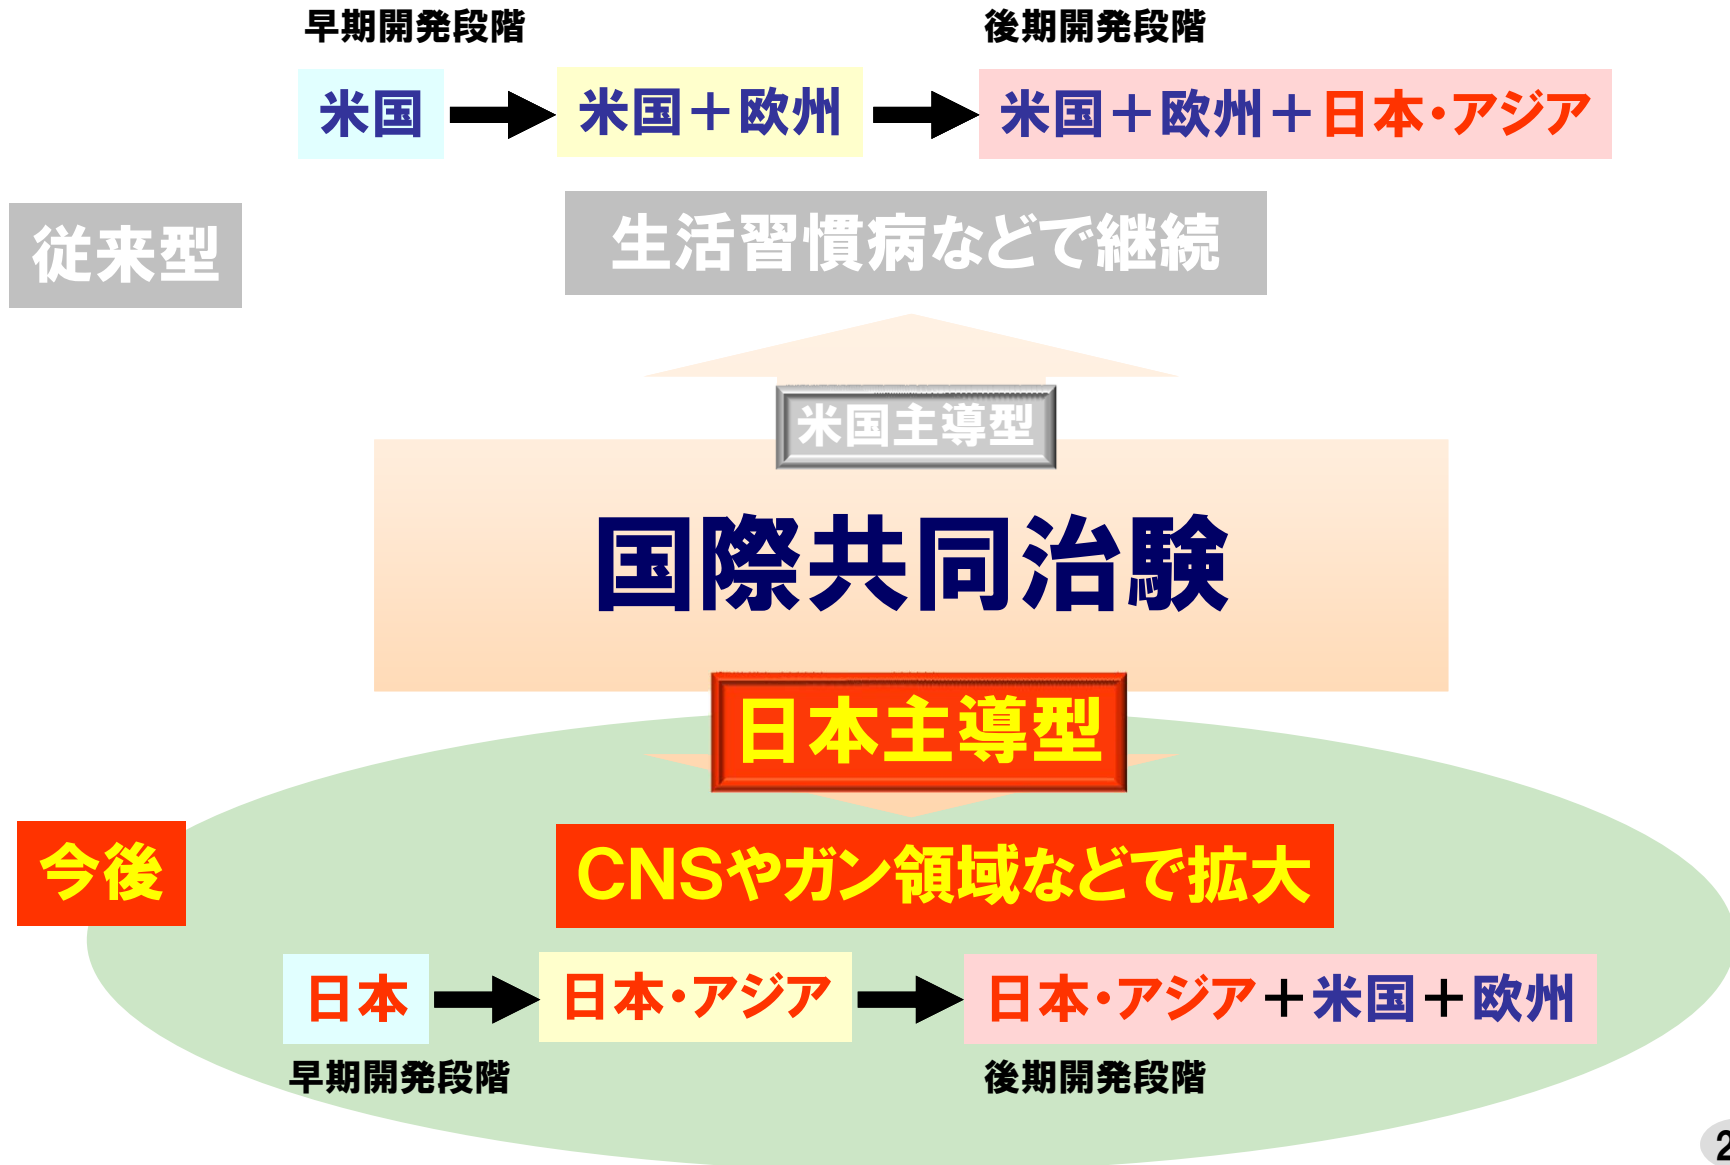 早期開発段階
後期開発段階
米国
米国＋欧州
米国＋欧州＋日本・アジア
従来型
生活習慣病などで継続
米国主導型
国際共同治験
日本主導型
今後
CNSやガン領域などで拡大
日本
日本・アジア
日本・アジア＋米国＋欧州
早期開発段階
後期開発段階